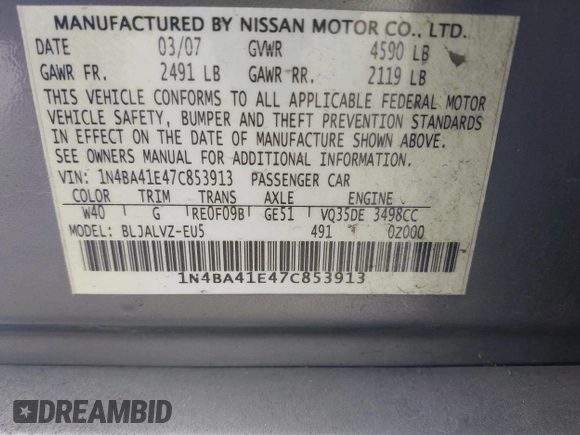 MANUFACTURED BY NISSAN MOTOR CO., LTD.
DATE 03/07 GVWR 4590 LB
GAWR FR. 2491 LB GAWR RR. 2119 LB
THIS VEHICLE CONFORMS TO ALL APPLICABLE FEDERAL MOTOR
VEHICLE SAFETY, BUMPER AND THEFT PREVENTION STANDARDS
IN EFFECT ON THE DATE OF MANUFACTURE SHOWN ABOVE.
SEE OWNERS MANUAL FOR ADDITIONAL INFORMATION.
VIN: 1N4BA41E47C853913 PASSENGER CAR
COLOR TRIM TRANS AXLE ENGINE
W40 G RE0F09B GE51 VQ35DE 3498CC
MODEL: BLJALVZ-EU5 491 02000
1N4BA41E47C853913
DREAMBID